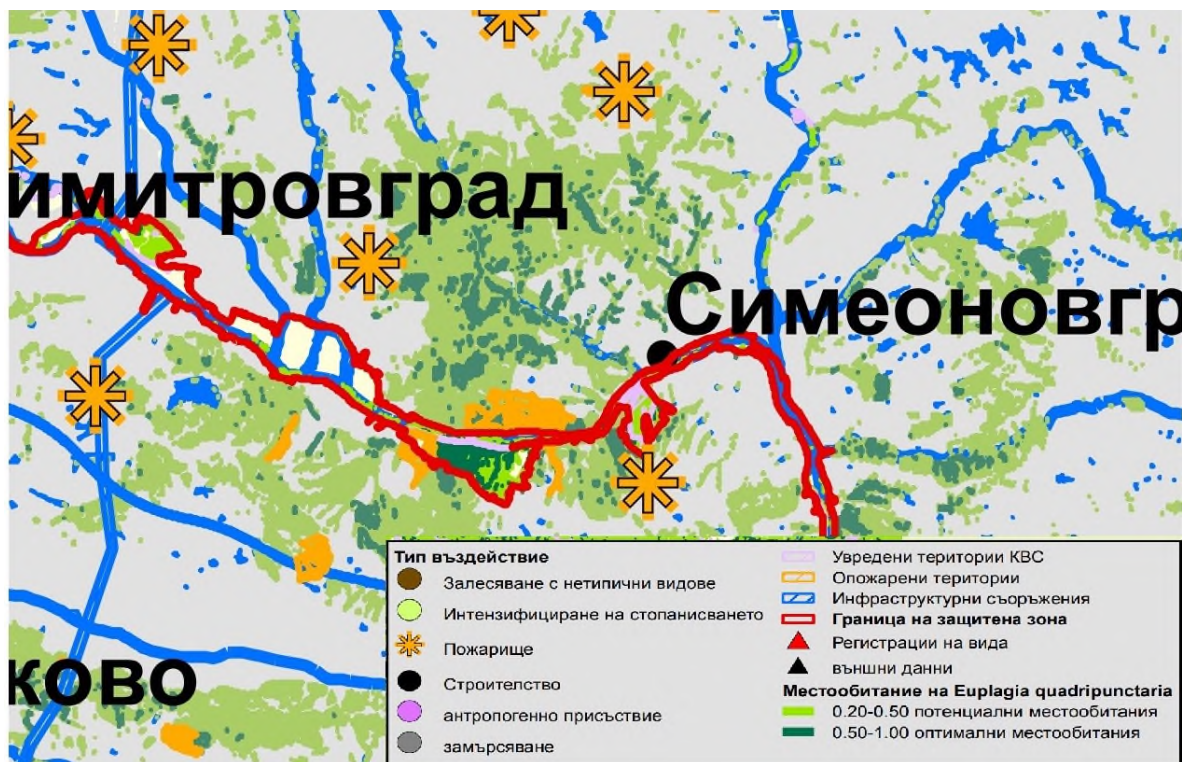 имитровград
Симеоновгр
ково
Тип въздействие
Залесяване с нетипични видове
Интензифициране на стопанисването
Пожарище
Строителство
антропогенно присъствие
замърсяване
Увредени територии КВС
Опожарени територии
Инфраструктурни съоръжения
Граница на защитена зона
Регистрации на вида
външни данни
Местообитание на Euplagia quadripunctaria
0.20-0.50 потенциални местообитания
0.50-1.00 оптимални местообитания